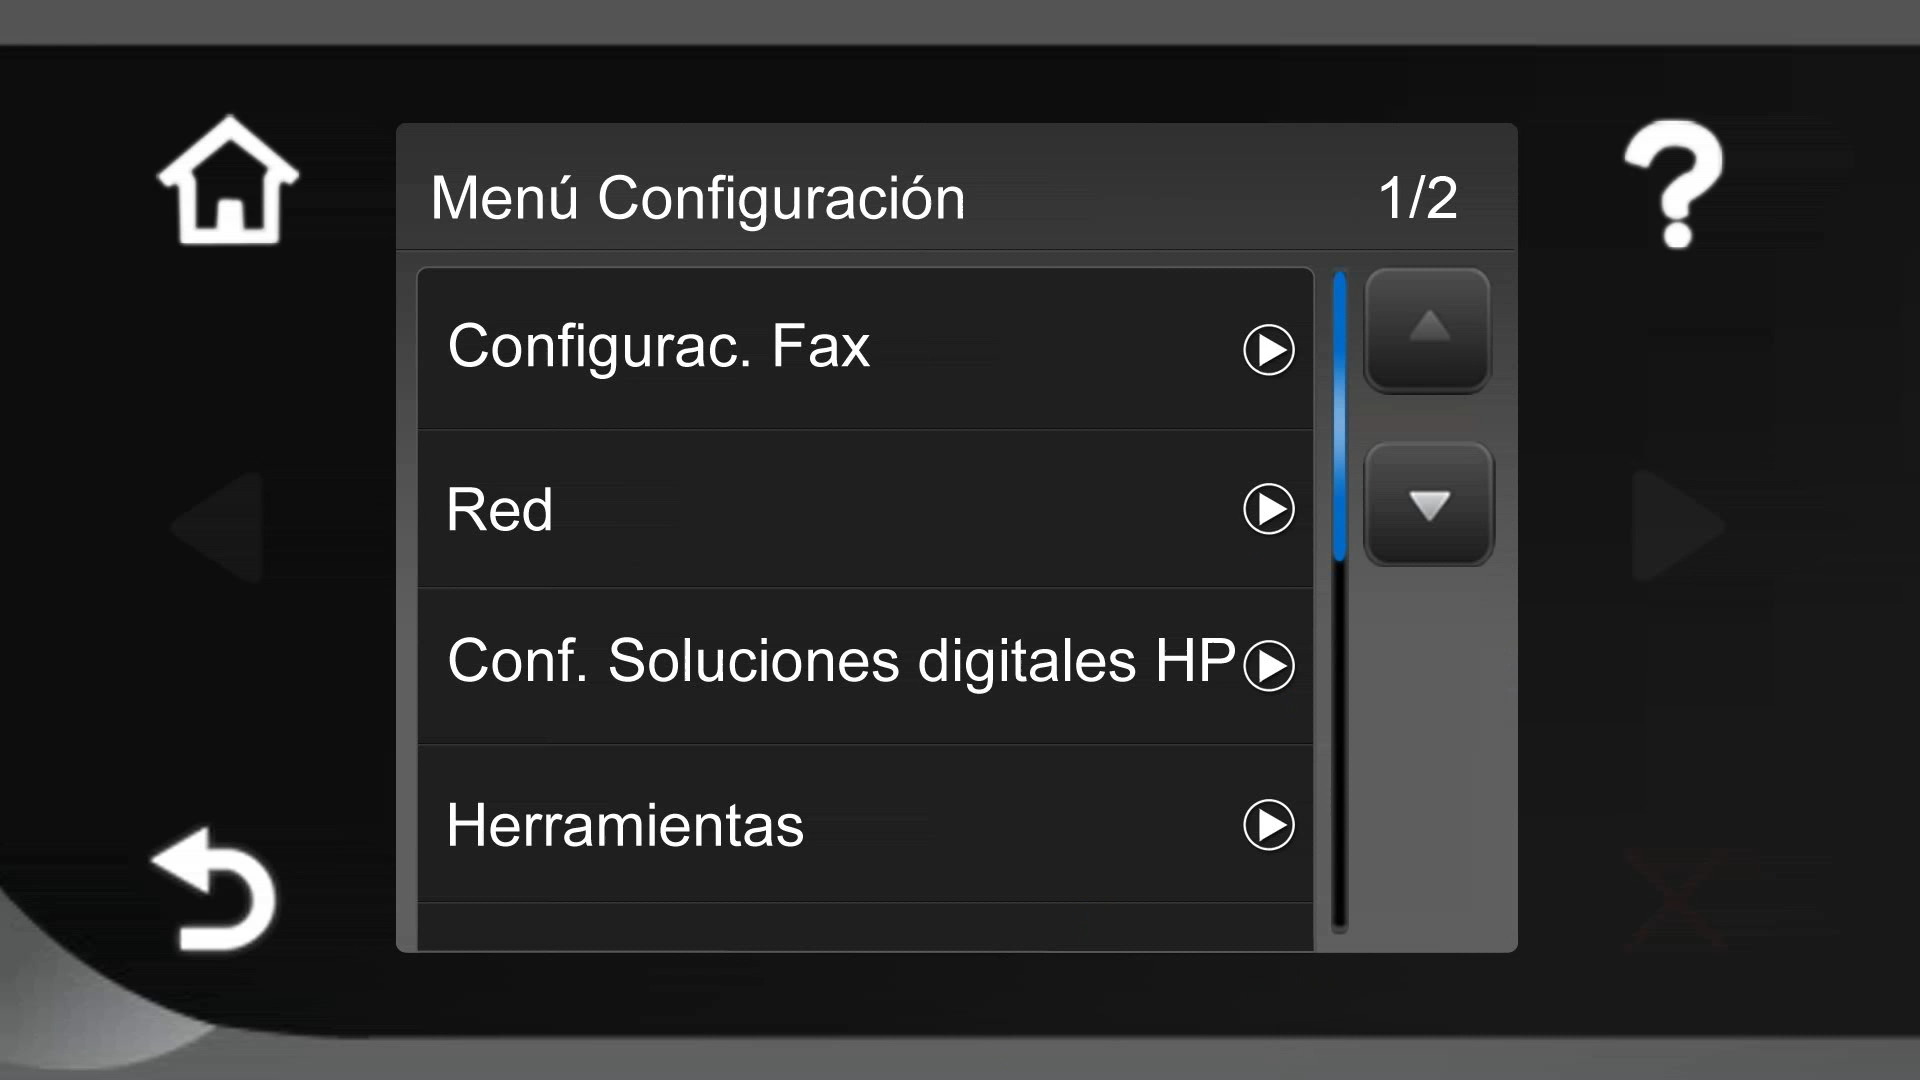 Menú Configuración 1/2
Configurac. Fax
Red
Conf. Soluciones digitales HP
Herramientas